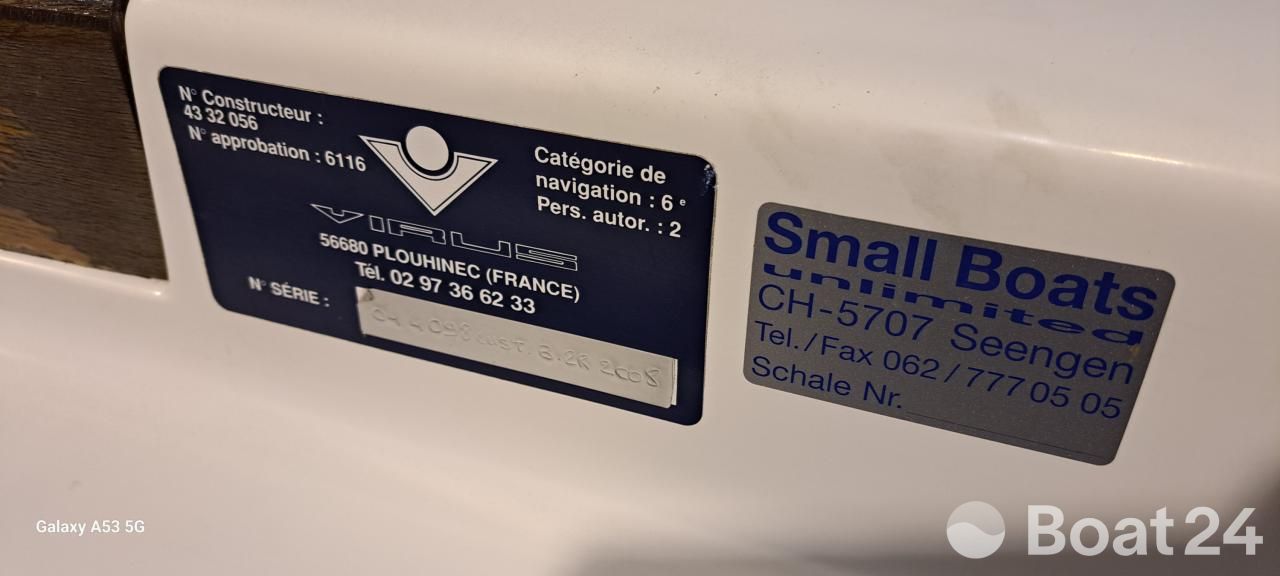 N° Constructeur :
43 32 056
N° approbation : 6116
Catégorie de
navigation : 6 e
Pers. autor. : 2
VIRUS
56680 PLOUHINEC (FRANCE)
Tél. 02 97 36 62 33
N° SÉRIE :
2008
Small Boats
unlimited
CH-5707 Seengen
Tel./Fax 062/777 05 05
Schale Nr.
Galaxy A53 5G
Boat24